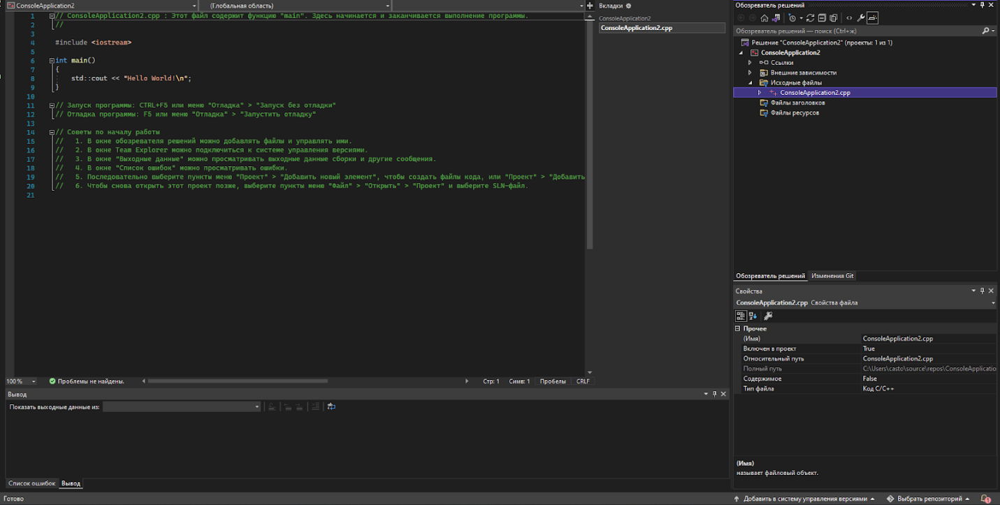 ConsoleApplication2
(Глобальная область)
1 // ConsoleApplication2.cpp : Этот файл содержит функцию "main". Здесь начинается и заканчивается выполнение программы.
2 //
3
4 #include <iostream>
5
6 int main()
7 {
8 std::cout << "Hello World!\n";
9 }
10
11 // Запуск программы: CTRL+F5 или меню "Отладка" > "Запуск без отладки"
12 // Отладка программы: F5 или меню "Отладка" > "Запустить отладку"
13
14 // Советы по началу работы
15 // 1. В окне обозревателя решений можно добавлять файлы и управлять ими.
16 // 2. В окне Team Explorer можно подключиться к системе управления версиями.
17 // 3. В окне "Выходные данные" можно просматривать выходные данные сборки и другие сообщения.
18 // 4. В окне "Список ошибок" можно просматривать ошибки.
19 // 5. Последовательно выберите пункты меню "Проект" > "Добавить новый элемент", чтобы создать файлы кода, или "Проект" > "Добавить
20 // 6. Чтобы снова открыть этот проект позже, выберите пункты меню "Файл" > "Открыть" > "Проект" и выберите SLN-файл.
21
100 %
Проблемы не найдены.
Стр: 1 Симв: 1 Пробелы CRLF
Вывод
Показать выходные данные из:
Список ошибок Вывод
Готово
Вкладки
ConsoleApplication2
ConsoleApplication2.cpp
Обозреватель решений
Обозреватель решений — поиск (Ctrl+ж)
Решение "ConsoleApplication2" (проекты: 1 из 1)
ConsoleApplication2
Ссылки
Внешние зависимости
Исходные файлы
ConsoleApplication2.cpp
Файлы заголовков
Файлы ресурсов
Обозреватель решений Изменения Git
Свойства
ConsoleApplication2.cpp Свойства файла
Прочее
(Имя) ConsoleApplication2.cpp
Включен в проект True
Относительный путь ConsoleApplication2.cpp
Полный путь C:\Users\casto\source\repos\ConsoleApplicatio
Содержимое False
Тип файла Код C/C++
(Имя)
называет файловый объект.
Добавить в систему управления версиями Выбрать репозиторий 1